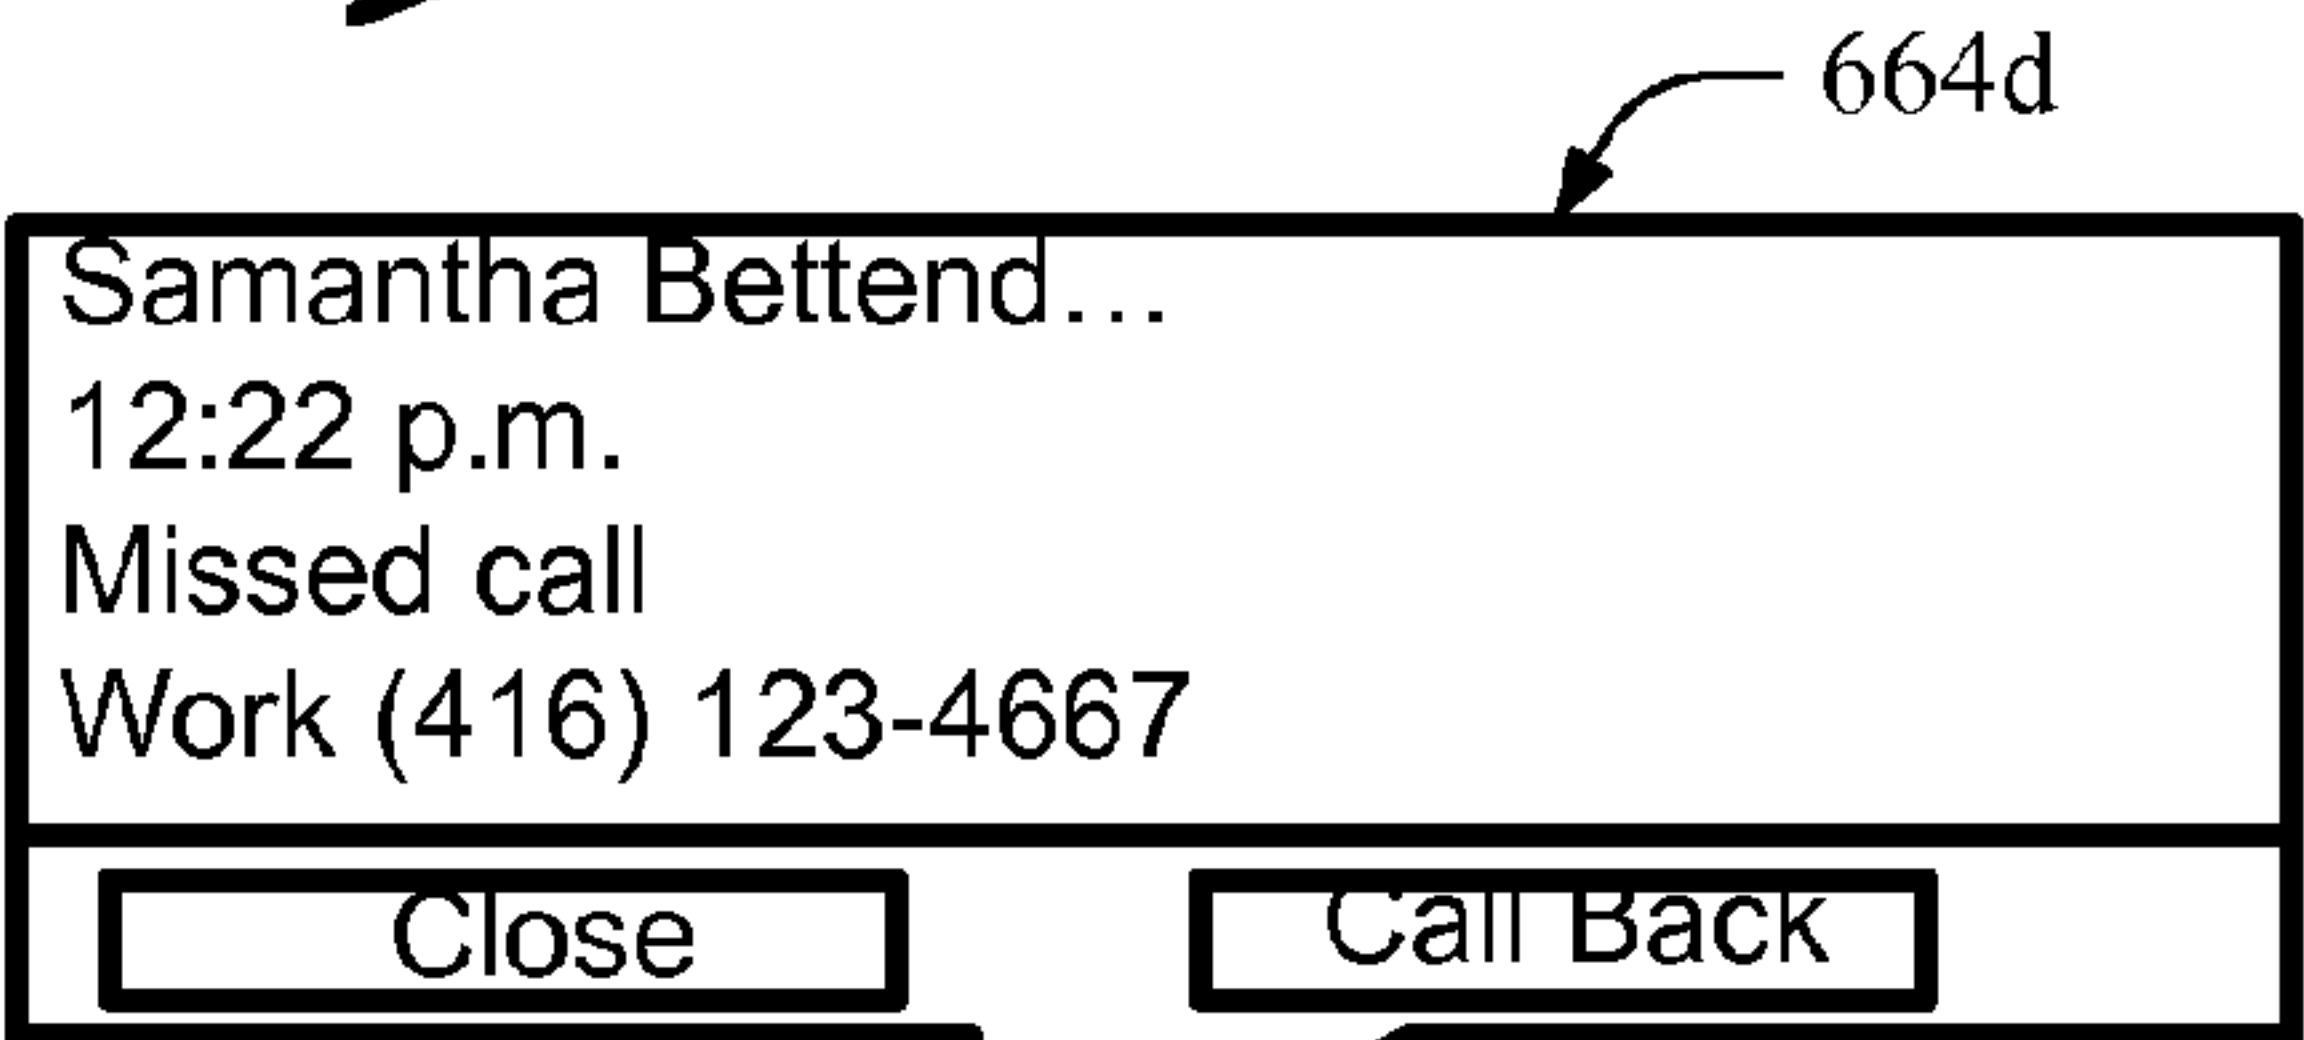 664d
Samantha Bettend...
12:22 p.m.
Missed call
Work (416) 123-4667
Close
Call Back